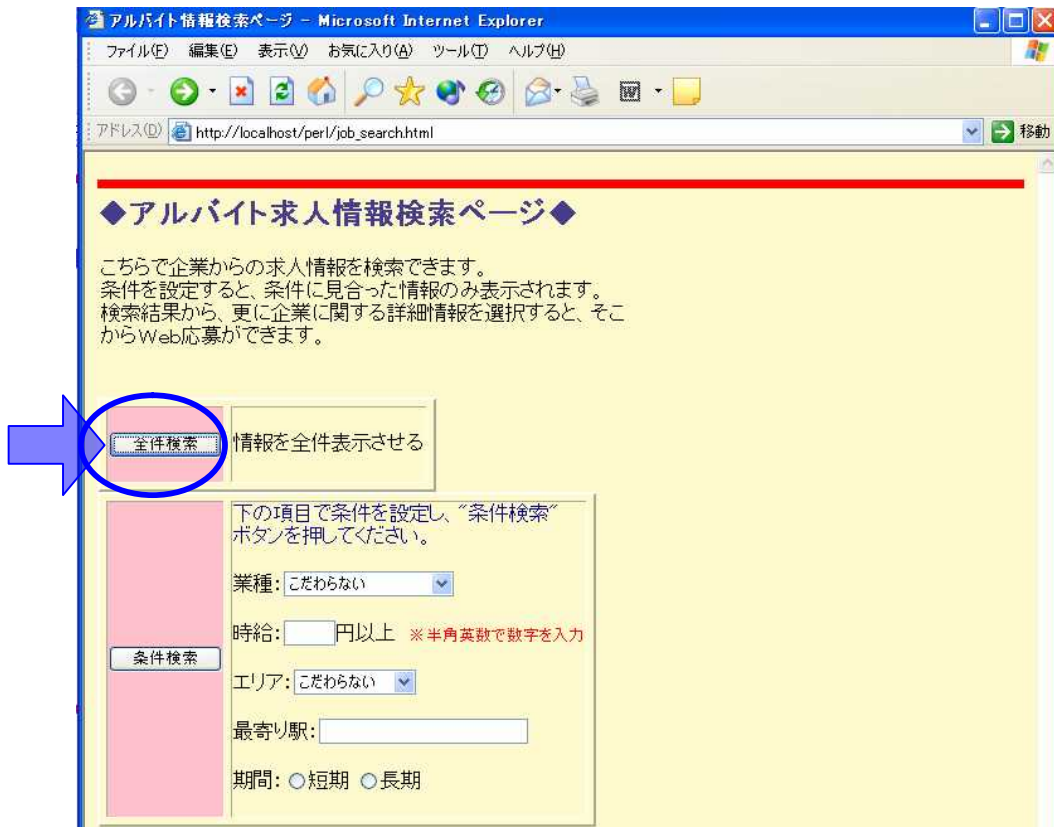 アルバイト情報検索ページ - Microsoft Internet Explorer
ファイル(F) 編集(E) 表示(V) お気に入り(A) ツール(T) ヘルプ(H)
アドレス(D) http://localhost/perl/job_search.html 移動
◆アルバイト求人情報検索ページ◆
こちらで企業からの求人情報を検索できます。
条件を設定すると、条件に見合った情報のみ表示されます。
検索結果から、更に企業に関する詳細情報を選択すると、そこ
からWeb応募ができます。
全件検索 情報を全件表示させる
下の項目で条件を設定し、″条件検索″
ボタンを押してください。
業種: こだわらない
時給: 円以上 ※半角英数で数字を入力
条件検索
エリア: こだわらない
最寄り駅:
期間: ○短期 ○長期